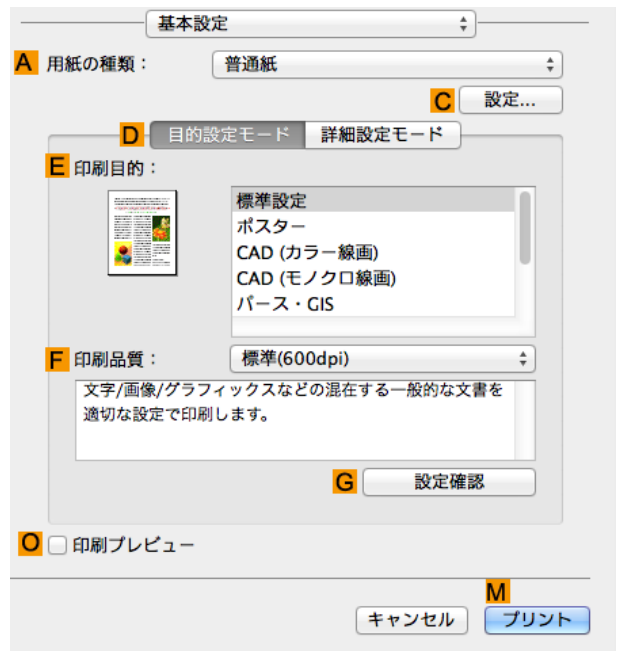 基本設定
A 用紙の種類： 普通紙
C 設定...
D 目的設定モード 詳細設定モード
E 印刷目的：
標準設定
ポスター
CAD (カラー線画)
CAD (モノクロ線画)
パース・GIS
F 印刷品質： 標準(600dpi)
文字/画像/グラフィックスなどの混在する一般的な文書を
適切な設定で印刷します。
G 設定確認
O 印刷プレビュー
M
キャンセル プリント